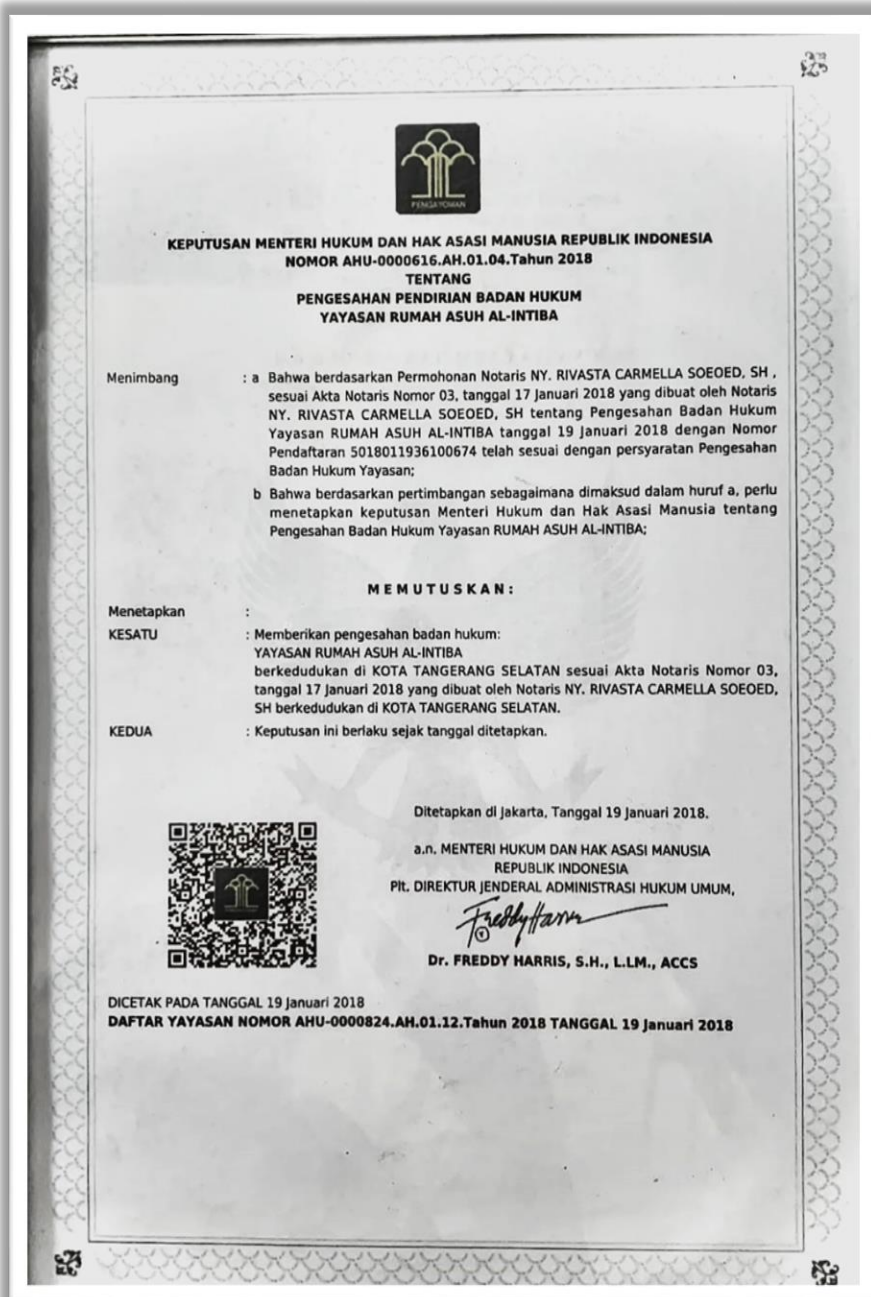 PENGAYOMAN
KEPUTUSAN MENTERI HUKUM DAN HAK ASASI MANUSIA REPUBLIK INDONESIA
NOMOR AHU-0000616.AH.01.04.Tahun 2018
TENTANG
PENGESAHAN PENDIRIAN BADAN HUKUM
YAYASAN RUMAH ASUH AL-INTIBA
Menimbang : a Bahwa berdasarkan Permohonan Notaris NY. RIVASTA CARMELLA SOEOED, SH ,
sesuai Akta Notaris Nomor 03, tanggal 17 Januari 2018 yang dibuat oleh Notaris
NY. RIVASTA CARMELLA SOEOED, SH tentang Pengesahan Badan Hukum
Yayasan RUMAH ASUH AL-INTIBA tanggal 19 Januari 2018 dengan Nomor
Pendaftaran 5018011936100674 telah sesuai dengan persyaratan Pengesahan
Badan Hukum Yayasan;
b Bahwa berdasarkan pertimbangan sebagaimana dimaksud dalam huruf a, perlu
menetapkan keputusan Menteri Hukum dan Hak Asasi Manusia tentang
Pengesahan Badan Hukum Yayasan RUMAH ASUH AL-INTIBA;
M E M U T U S K A N :
Menetapkan :
KESATU : Memberikan pengesahan badan hukum:
YAYASAN RUMAH ASUH AL-INTIBA
berkedudukan di KOTA TANGERANG SELATAN sesuai Akta Notaris Nomor 03,
tanggal 17 Januari 2018 yang dibuat oleh Notaris NY. RIVASTA CARMELLA SOEOED,
SH berkedudukan di KOTA TANGERANG SELATAN.
KEDUA : Keputusan ini berlaku sejak tanggal ditetapkan.
Ditetapkan di Jakarta, Tanggal 19 Januari 2018.
a.n. MENTERI HUKUM DAN HAK ASASI MANUSIA
REPUBLIK INDONESIA
Plt. DIREKTUR JENDERAL ADMINISTRASI HUKUM UMUM,
Freddy Harris
Dr. FREDDY HARRIS, S.H., L.LM., ACCS
DICETAK PADA TANGGAL 19 Januari 2018
DAFTAR YAYASAN NOMOR AHU-0000824.AH.01.12.Tahun 2018 TANGGAL 19 Januari 2018